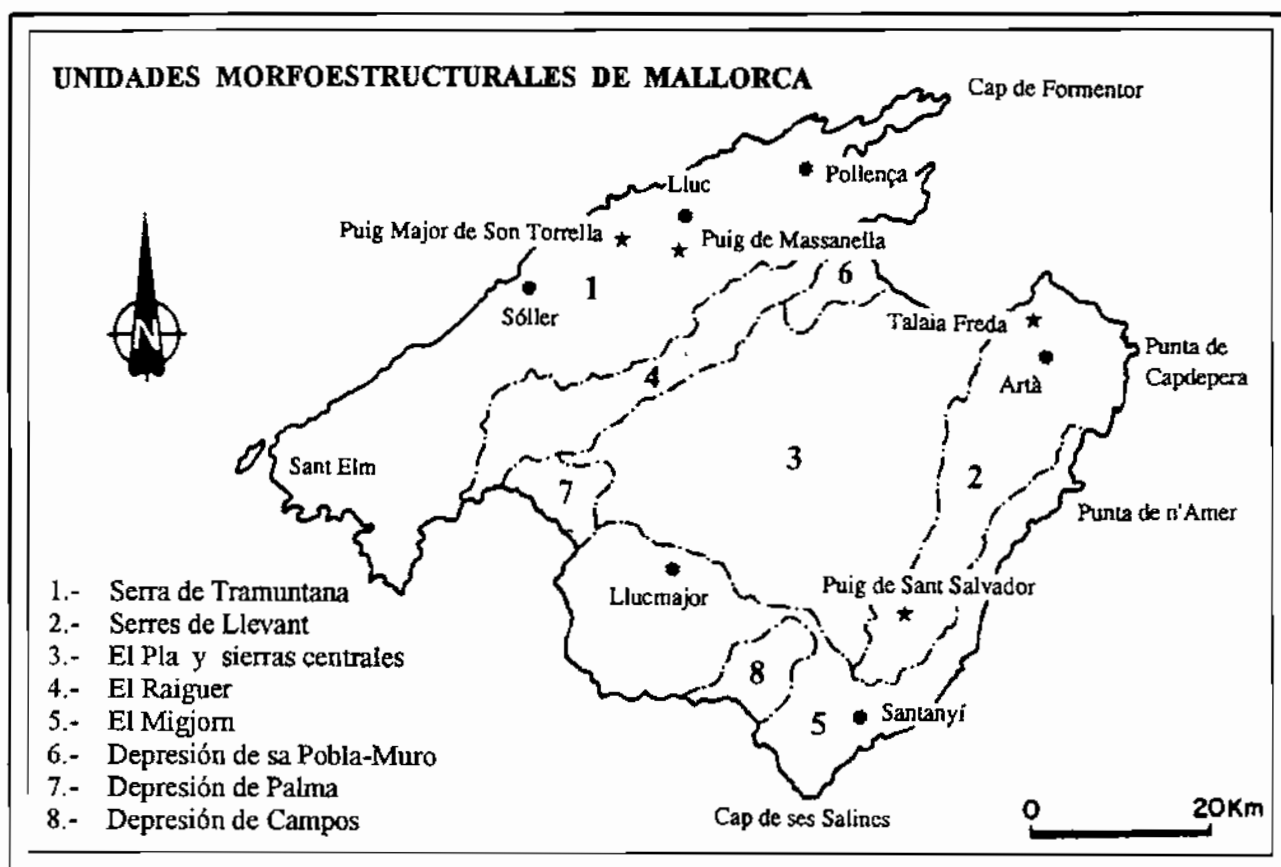 UNIDADES MORFOESTRUCTURALES DE MALLORCA
Cap de Formentor
Pollença
Lluc
Puig Major de Son Torrella
Puig de Massanella
6
1
Sóller
Talaia Freda
Punta de
Capdepera
Artà
4
N
3
Sant Elm
2
7
Punta de n'Amer
Puig de Sant Salvador
Llucmajor
8
5
Santanyí
Cap de ses Salines
1.- Serra de Tramuntana
2.- Serres de Llevant
3.- El Pla y sierras centrales
4.- El Raiguer
5.- El Migjorn
6.- Depresión de sa Pobla-Muro
7.- Depresión de Palma
8.- Depresión de Campos
0 20Km